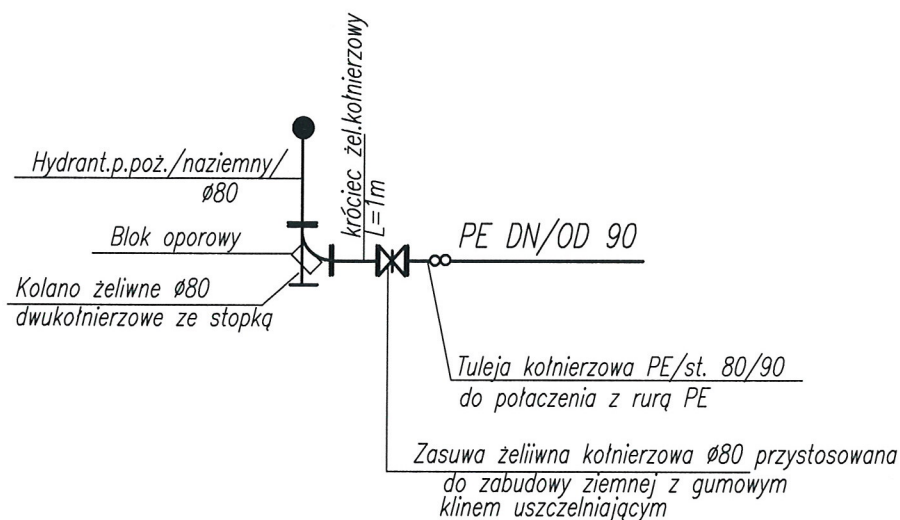 króciec żel.kołnierzowy
L=1m
Hydrant.p.poż./naziemny/
ø80
Blok oporowy
PE DN/OD 90
Kolano żeliwne ø80
dwukołnierzowe ze stopką
Tuleja kołnierzowa PE/st. 80/90
do połaczenia z rurą PE
Zasuwa żeliiwna kołnierzowa ø80 przystosowana
do zabudowy ziemnej z gumowym
klinem uszczelniającym